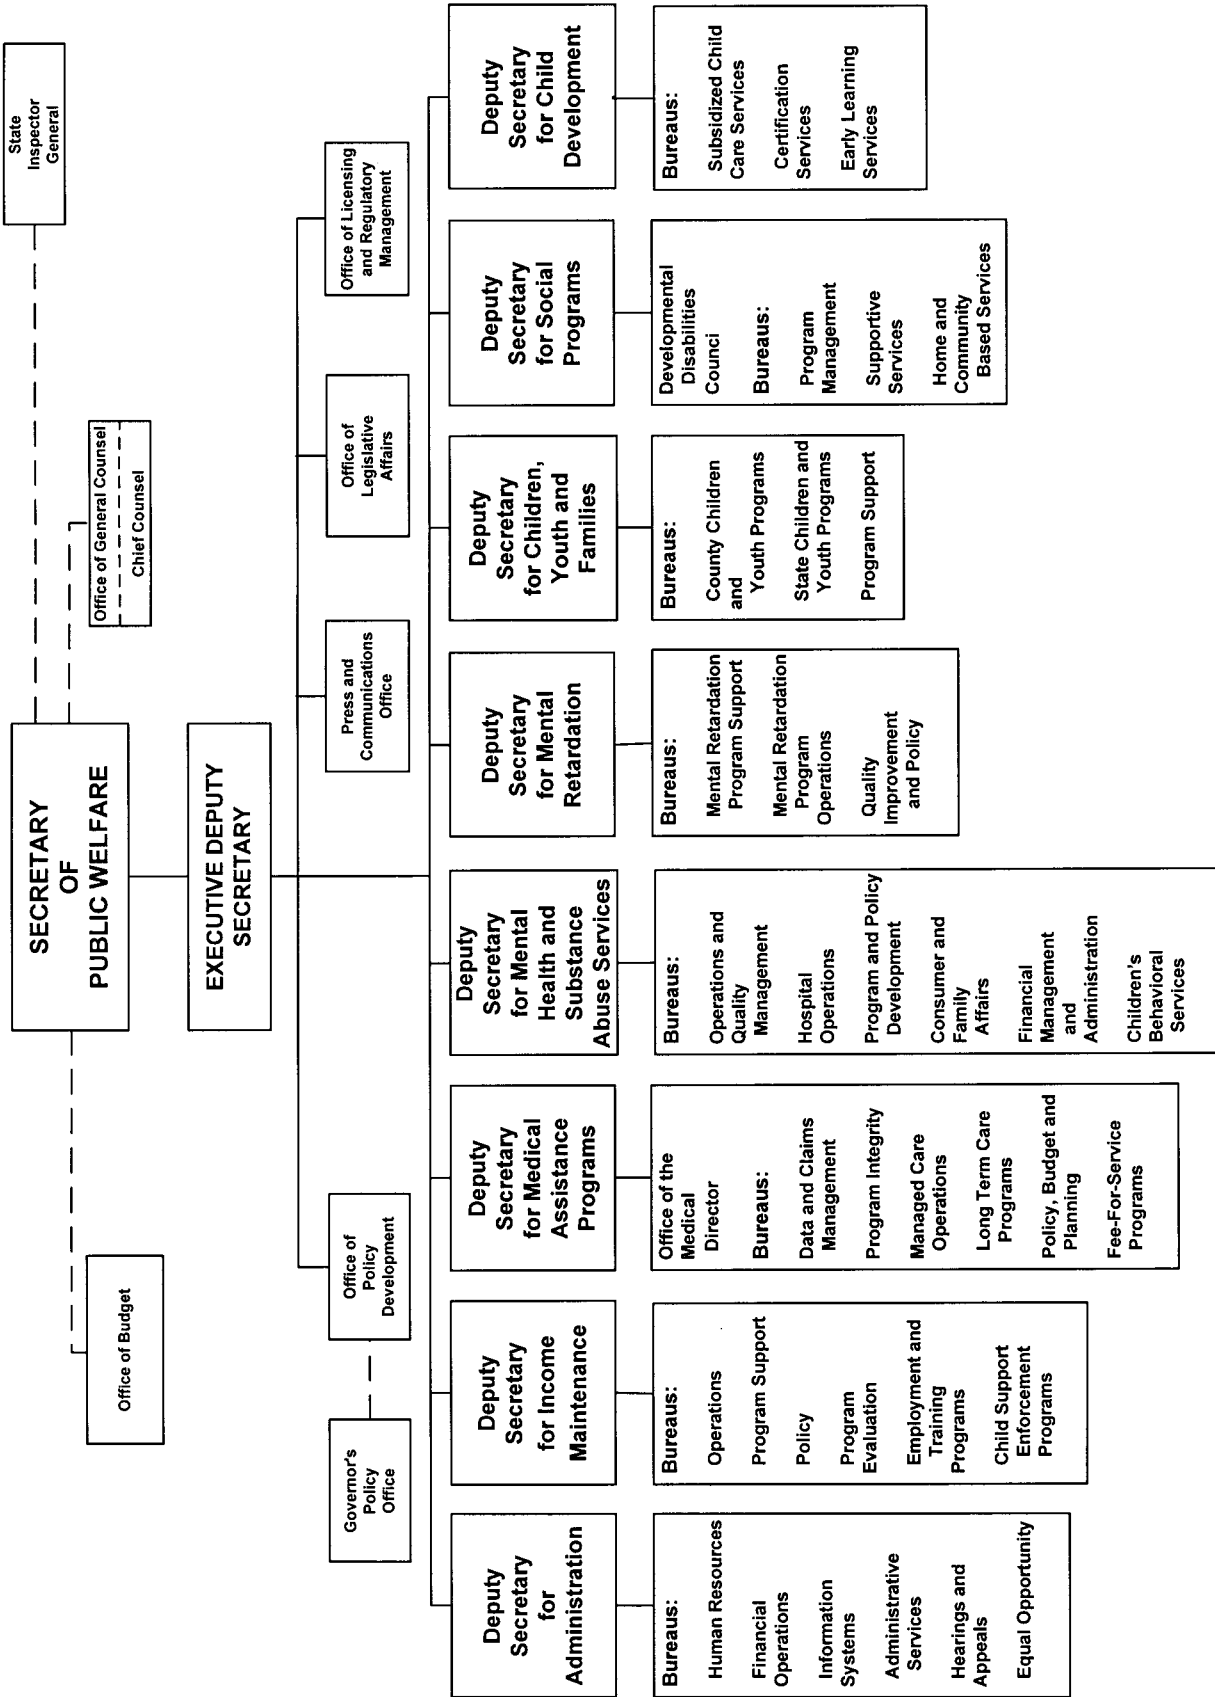 State
Inspector
General
SECRETARY
OF
PUBLIC WELFARE
Office of General Counsel
Chief Counsel
Office of Budget
EXECUTIVE DEPUTY
SECRETARY
Governor's
Policy
Office
Office of
Policy
Development
Press and
Communications
Office
Office of
Legislative
Affairs
Office of Licensing
and Regulatory
Management
Deputy
Secretary
for
Administration
Bureaus:
Human Resources
Financial
Operations
Information
Systems
Administrative
Services
Hearings and
Appeals
Equal Opportunity
Deputy
Secretary
for Income
Maintenance
Bureaus:
Operations
Program Support
Policy
Program
Evaluation
Employment and
Training
Programs
Child Support
Enforcement
Programs
Deputy
Secretary
for Medical
Assistance
Programs
Office of the
Medical
Director
Bureaus:
Data and Claims
Management
Program Integrity
Managed Care
Operations
Long Term Care
Programs
Policy, Budget and
Planning
Fee-For-Service
Programs
Deputy
Secretary
for Mental
Health and
Substance
Abuse Services
Bureaus:
Operations and
Quality
Management
Hospital
Operations
Program and Policy
Development
Consumer and
Family
Affairs
Financial
Management
and
Administration
Children's
Behavioral
Services
Deputy
Secretary
for Mental
Retardation
Bureaus:
Mental Retardation
Program Support
Mental Retardation
Program
Operations
Quality
Improvement
and Policy
Deputy
Secretary
for Children,
Youth and
Families
Bureaus:
County Children
and
Youth Programs
State Children and
Youth Programs
Program Support
Deputy
Secretary
for Social
Programs
Developmental
Disabilities
Counci
Bureaus:
Program
Management
Supportive
Services
Home and
Community
Based Services
Deputy
Secretary
for Child
Development
Bureaus:
Subsidized Child
Care Services
Certification
Services
Early Learning
Services